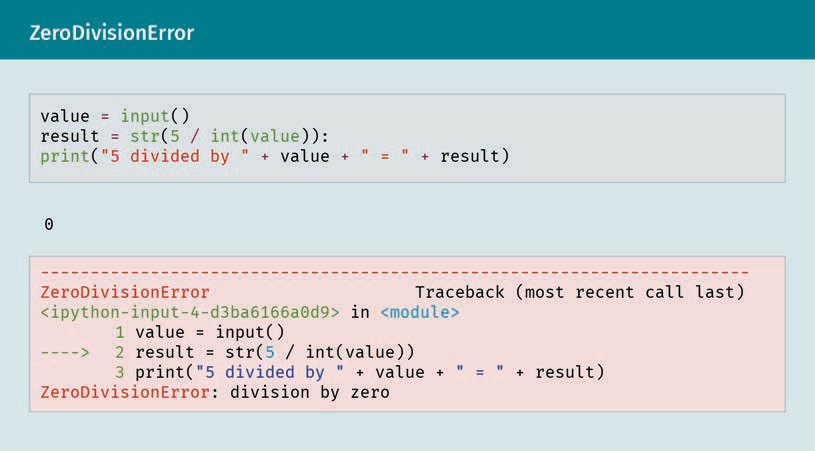 ZeroDivisionError
value = input()
result = str(5 / int(value)):
print("5 divided by " + value + " = " + result)
0
-----------------------------------------------------------------------
ZeroDivisionError Traceback (most recent call last)
<ipython-input-4-d3ba6166a0d9> in <module>
1 value = input()
----> 2 result = str(5 / int(value))
3 print("5 divided by " + value + " = " + result)
ZeroDivisionError: division by zero